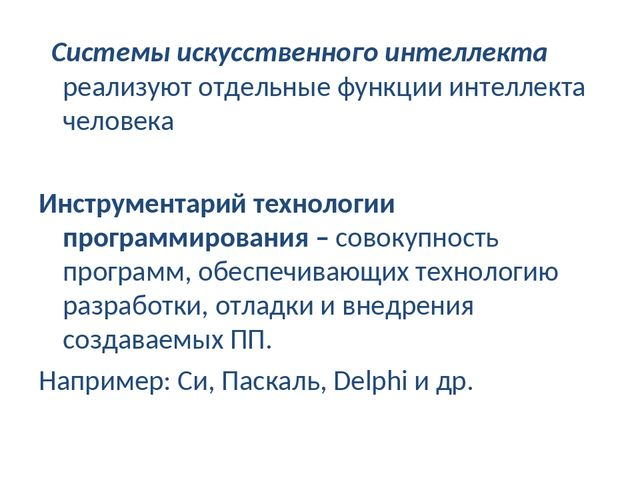 Системы искусственного интеллекта
реализуют отдельные функции интеллекта
человека
Инструментарий технологии
программирования – совокупность
программ, обеспечивающих технологию
разработки, отладки и внедрения
создаваемых ПП.
Например: Си, Паскаль, Delphi и др.